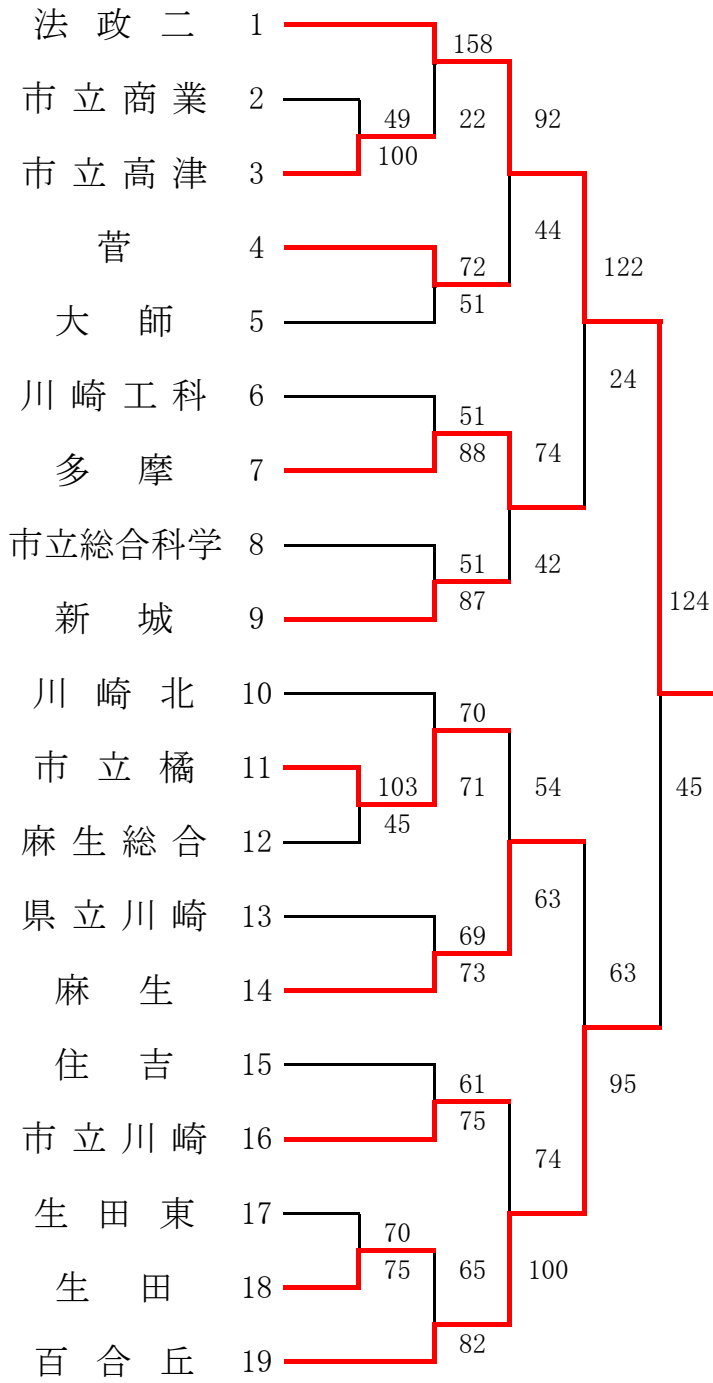 法政二 1
158
市立商業 2
49
22
92
100
市立高津 3
44
菅 4
72
122
51
大師 5
24
川崎工科 6
51
88
74
多摩 7
市立総合科学 8
51
42
87
新城 9
124
川崎北 10
70
市立橘 11
103
71
54
45
45
麻生総合 12
63
県立川崎 13
69
73
63
麻生 14
住吉 15
61
95
75
市立川崎 16
74
生田東 17
70
75
65
100
生田 18
82
百合丘 19